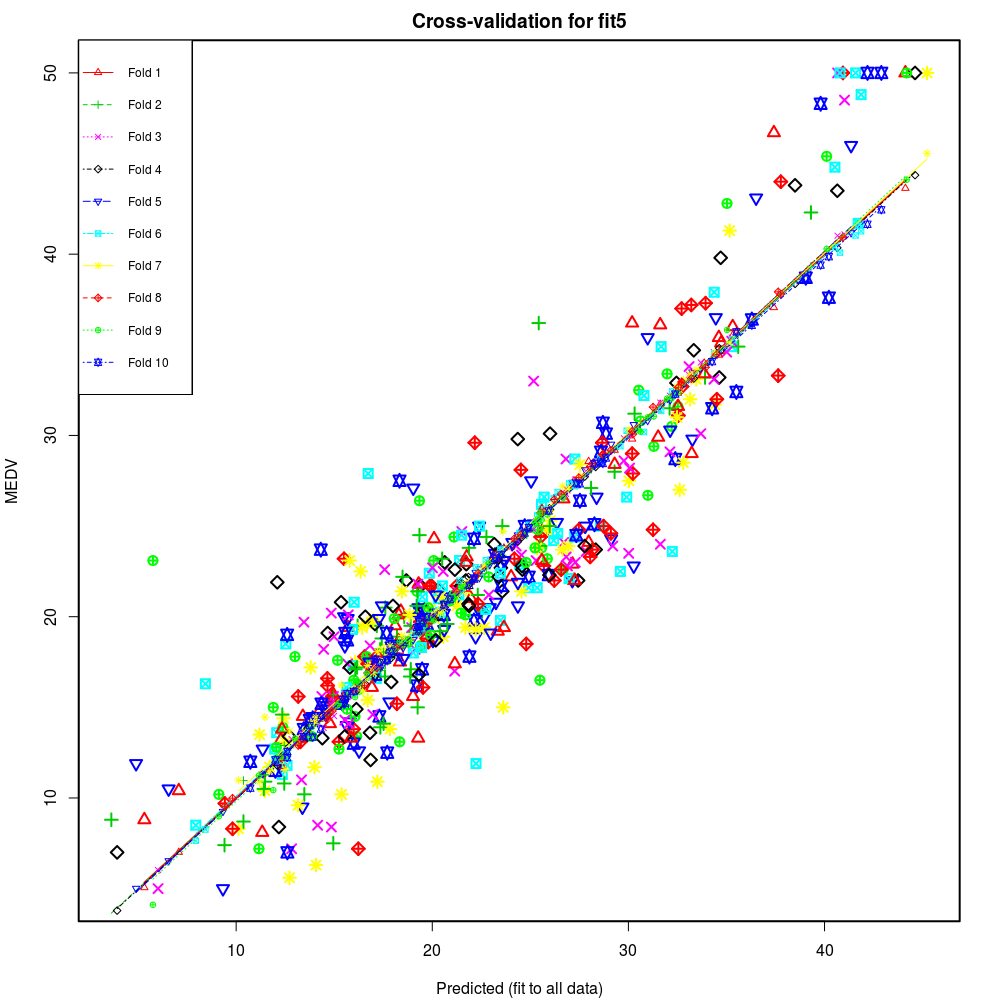 Cross-validation for fit5
Fold 1
Fold 2
Fold 3
Fold 4
Fold 5
Fold 6
Fold 7
Fold 8
Fold 9
Fold 10
MEDV
50
40
30
20
10
10 20 30 40
Predicted (fit to all data)